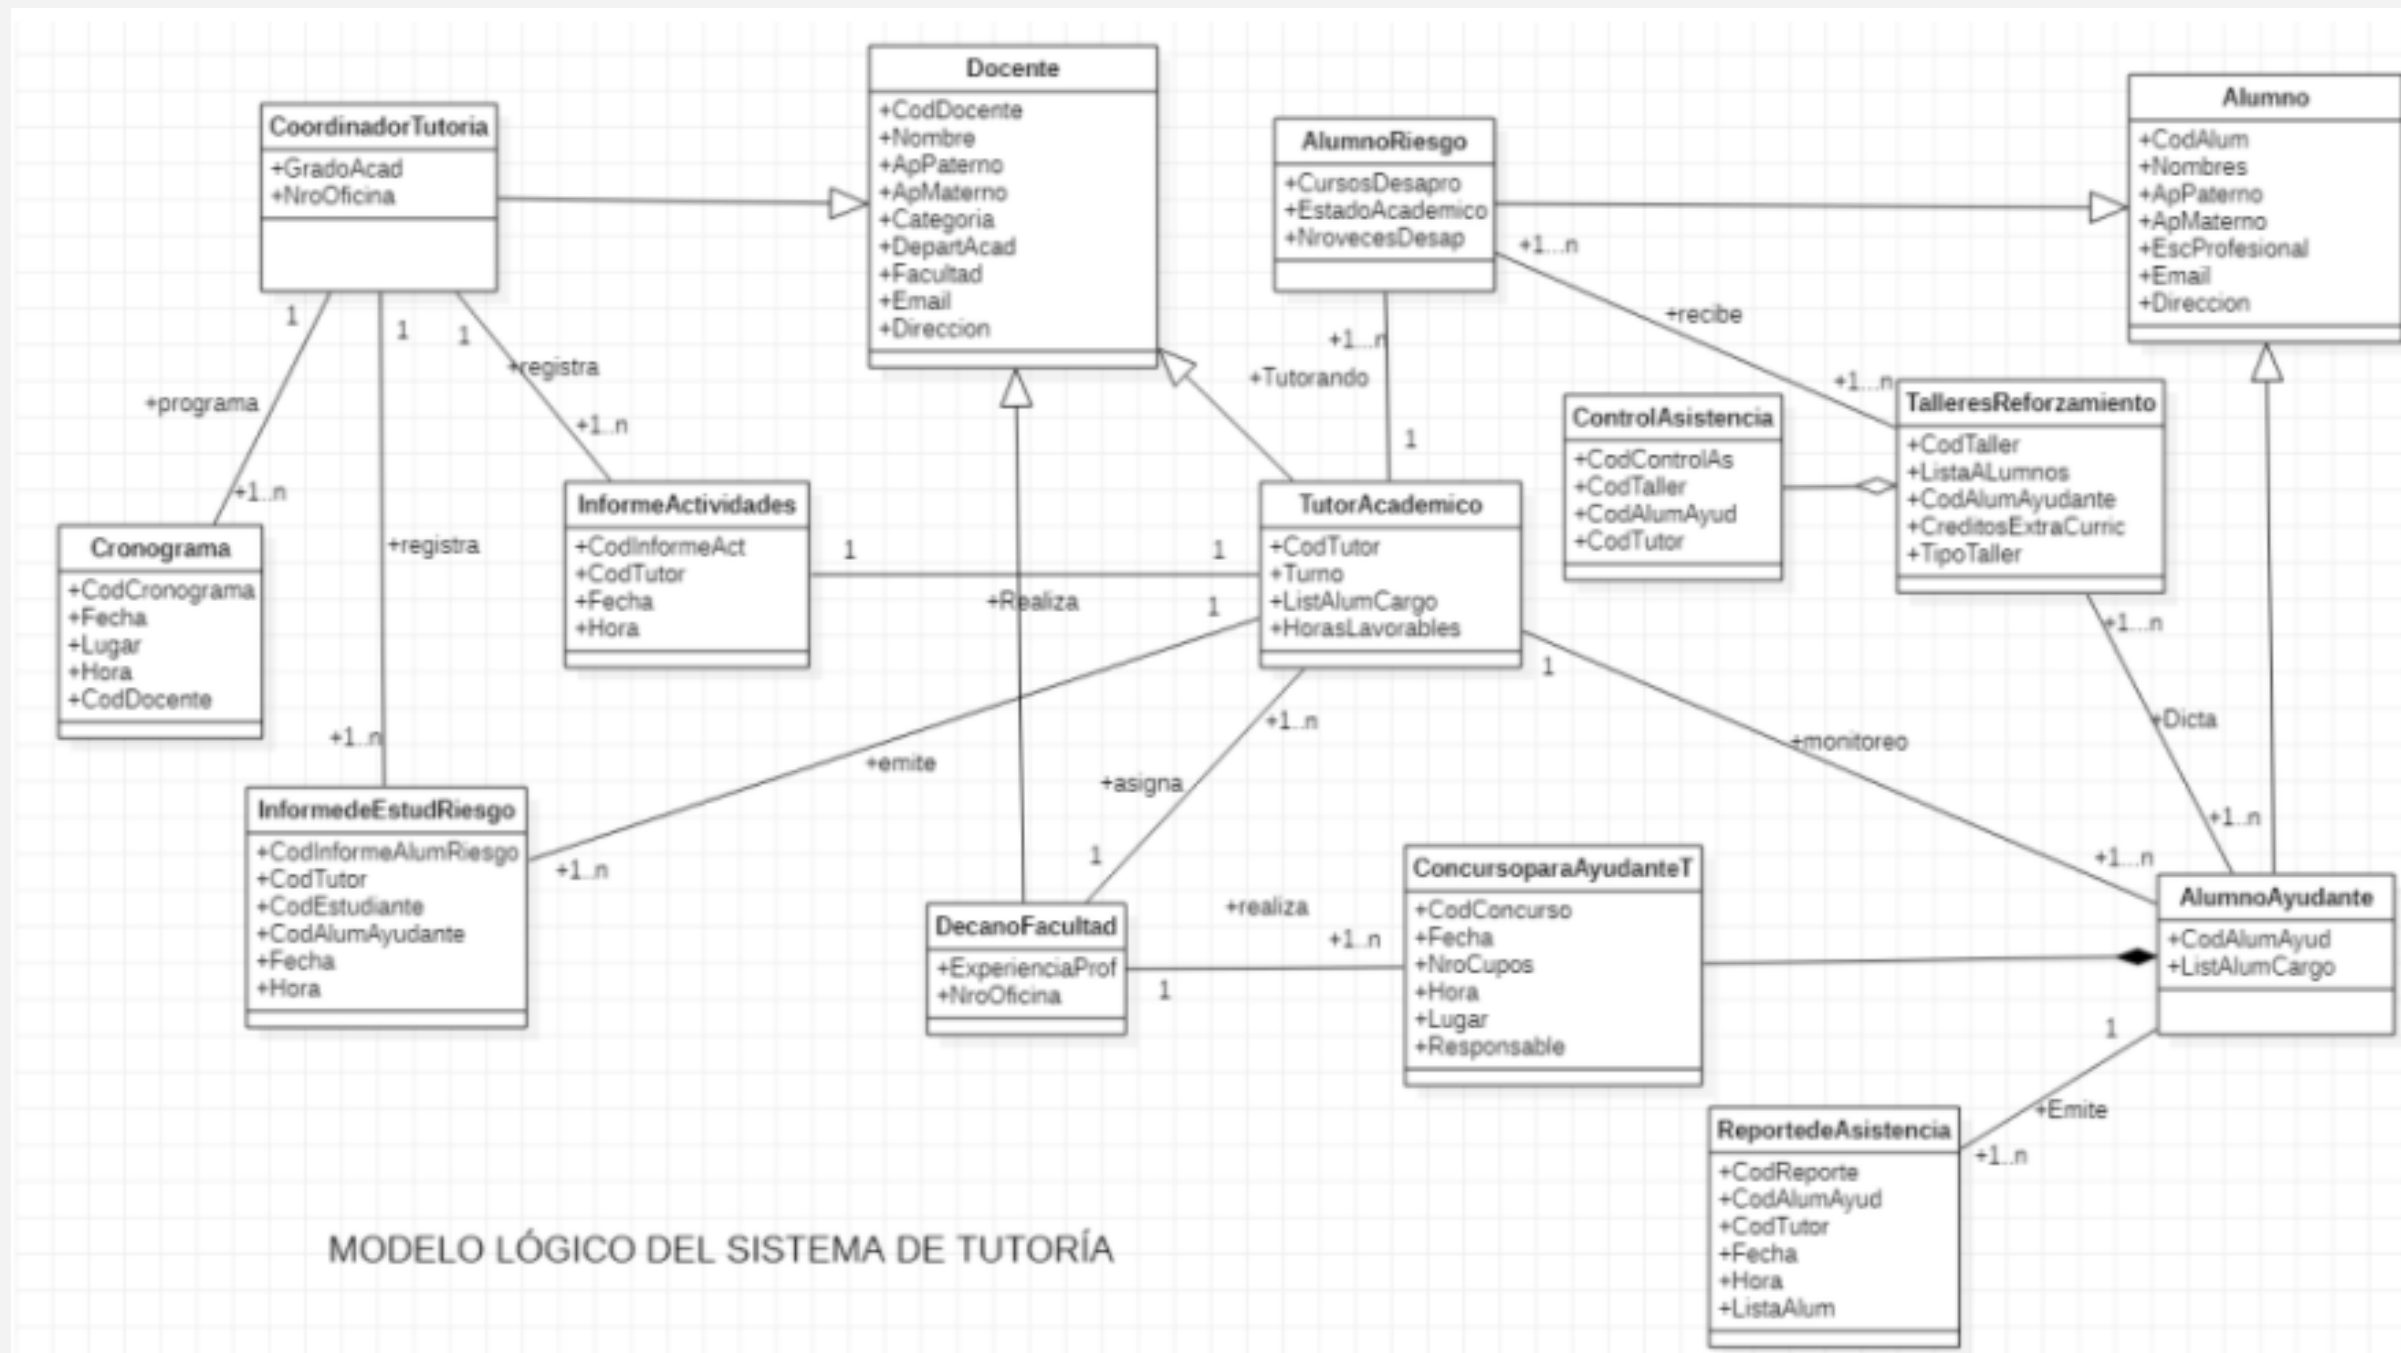 Docente
+CodDocente
+Nombre
+ApPaterno
+ApMaterno
+Categoria
+DepartAcad
+Facultad
+Email
+Direccion
CoordinadorTutoria
+GradoAcad
+NroOficina
AlumnoRiesgo
+CursosDesapro
+EstadoAcademico
+NrovecesDesap
Alumno
+CodAlum
+Nombres
+ApPaterno
+ApMaterno
+EscProfesional
+Email
+Direccion
1
1
1
+registra
+programa
+1..n
+1..n
+1...n
+recibe
+1...n
+1...n
+Tutorando
1
ControlAsistencia
+CodControlAs
+CodTaller
+CodAlumAyud
+CodTutor
TalleresReforzamiento
+CodTaller
+ListaALumnos
+CodAlumAyudante
+CreditosExtraCurric
+TipoTaller
Cronograma
+CodCronograma
+Fecha
+Lugar
+Hora
+CodDocente
+registra
+1..n
InformeActividades
+CodInformeAct
+CodTutor
+Fecha
+Hora
1
1
+Realiza
1
TutorAcademico
+CodTutor
+Turno
+ListAlumCargo
+HorasLavorables
1
+1...n
+Dicta
+1..n
+monitoreo
+1...n
+1..n
+asigna
1
+emite
+1..n
InformedeEstudRiesgo
+CodInformeAlumRiesgo
+CodTutor
+CodEstudiante
+CodAlumAyudante
+Fecha
+Hora
DecanoFacultad
+ExperienciaProf
+NroOficina
+realiza
+1..n
1
ConcursoparaAyudanteT
+CodConcurso
+Fecha
+NroCupos
+Hora
+Lugar
+Responsable
AlumnoAyudante
+CodAlumAyud
+ListAlumCargo
1
+Emite
+1..n
ReportedeAsistencia
+CodReporte
+CodAlumAyud
+CodTutor
+Fecha
+Hora
+ListaAlum
MODELO LÓGICO DEL SISTEMA DE TUTORÍA